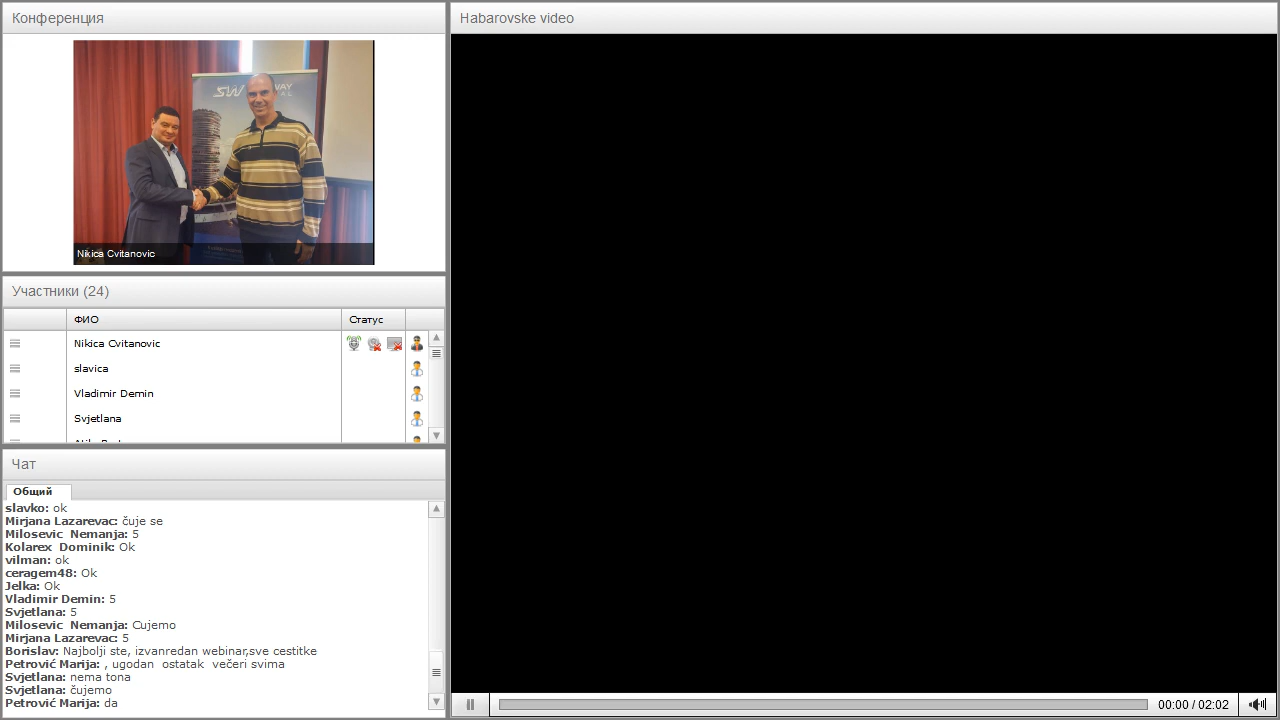 Конференция
SW WAY
Nikica Cvitanovic
Участники (24)
ФИО Статус
Nikica Cvitanovic
slavica
Vladimir Demin
Svjetlana
Чат
Общий
slavko: ok
Mirjana Lazarevac: čuje se
Milosevic Nemanja: 5
Kolarex Dominik: Ok
vilman: ok
ceragem48: Ok
Jelka: Ok
Vladimir Demin: 5
Svjetlana: 5
Milosevic Nemanja: Cujemo
Mirjana Lazarevac: 5
Borislav: Najbolji ste, izvanredan webinar,sve cestitke
Petrović Marija: , ugodan ostatak večeri svima
Svjetlana: nema tona
Svjetlana: čujemo
Petrović Marija: da
Habarovske video
00:00 / 02:02